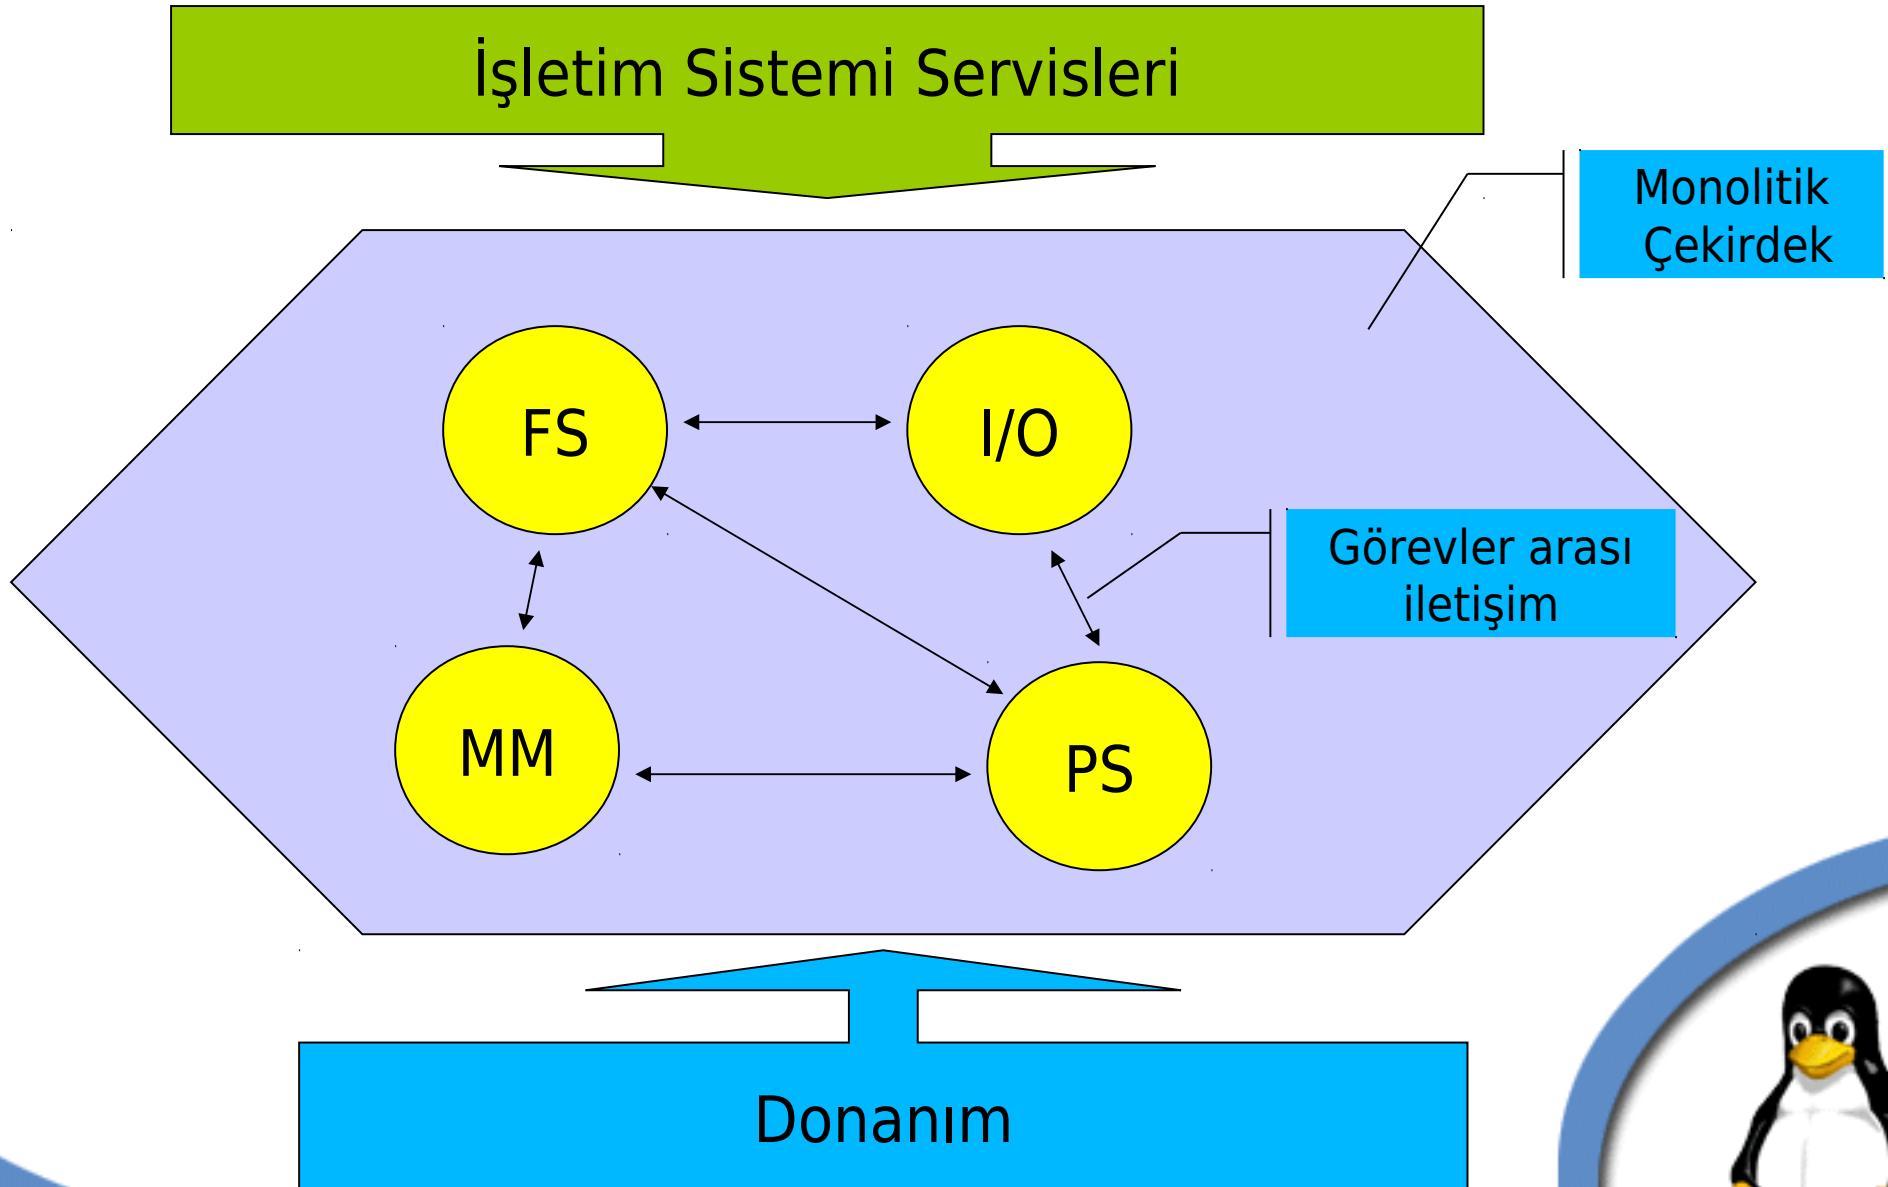 İşletim Sistemi Servisleri
Monolitik
Çekirdek
FS
I/O
Görevler arası
iletişim
MM
PS
Donanım